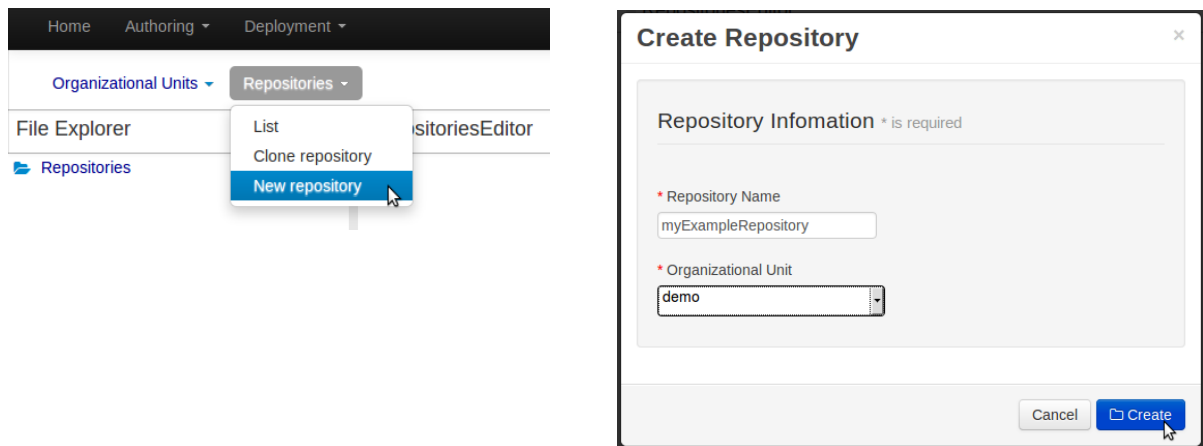 Home Authoring Deployment
Organizational Units Repositories
File Explorer sitoriesEditor
List
Clone repository
Repositories
New repository
Create Repository ×
Repository Infomation * is required
* Repository Name
myExampleRepository
* Organizational Unit
demo
Cancel Create